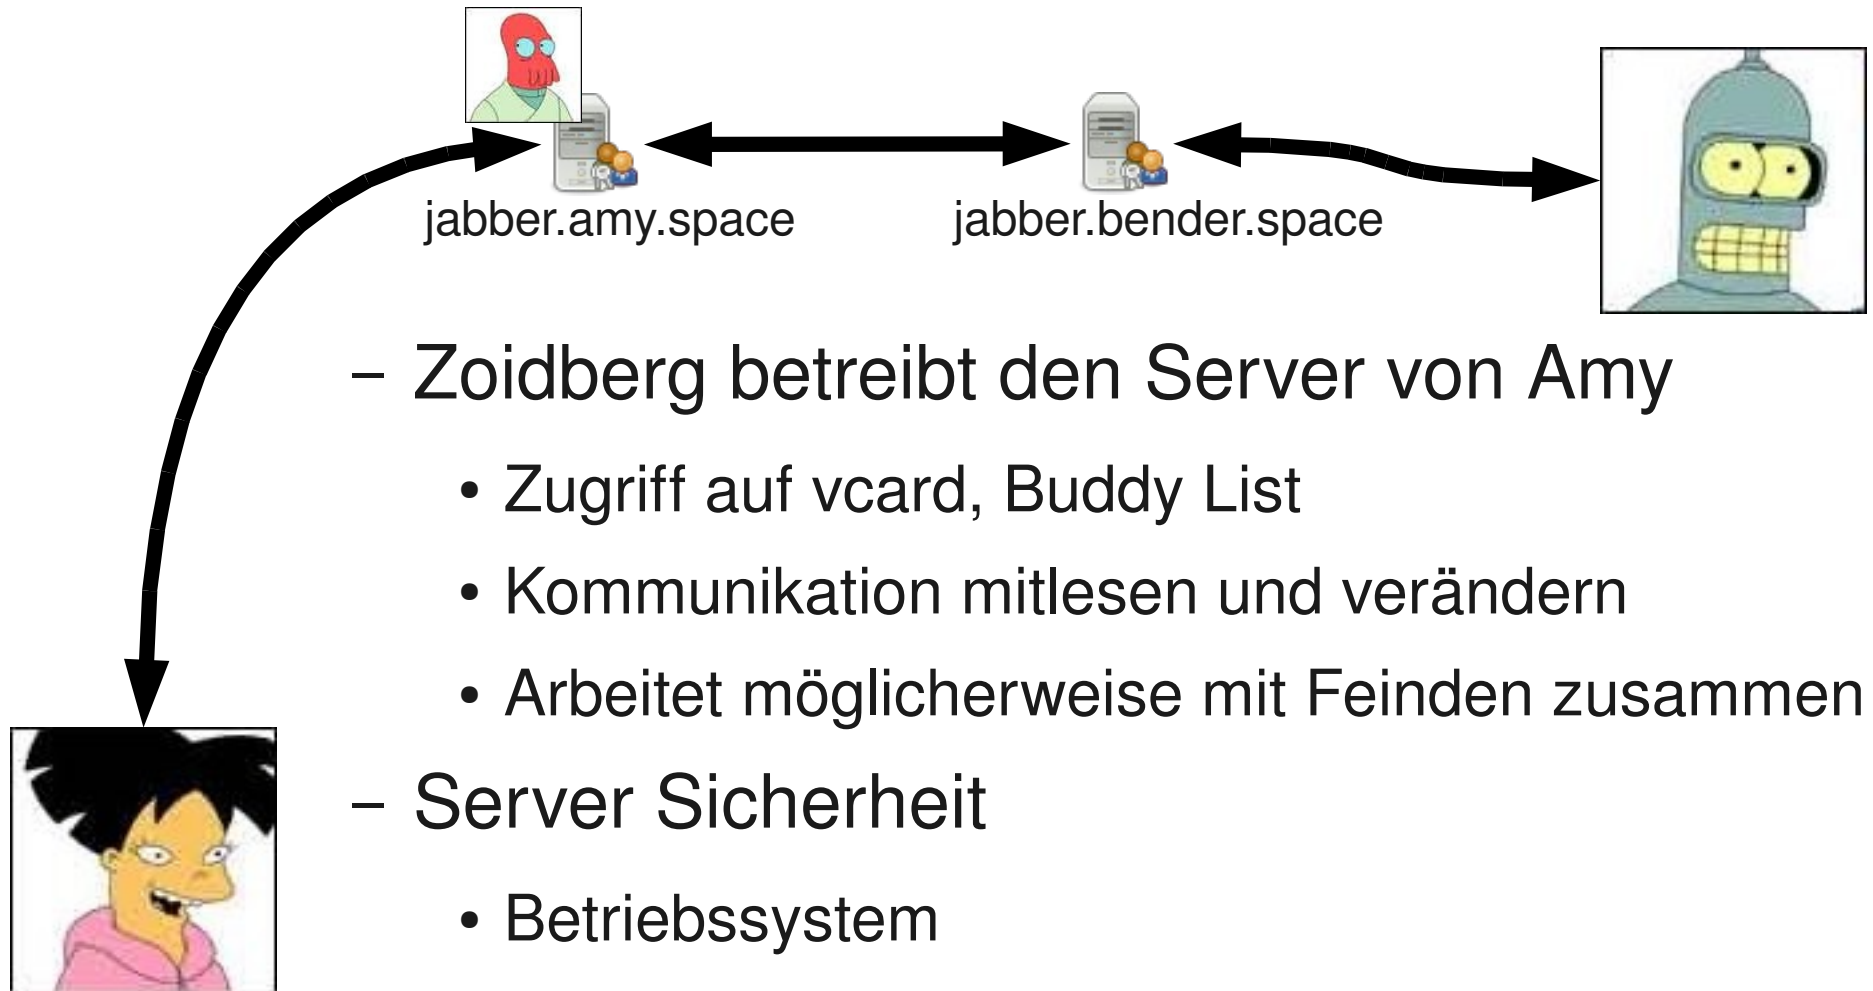 jabber.amy.space
jabber.bender.space
– Zoidberg betreibt den Server von Amy
• Zugriff auf vcard, Buddy List
• Kommunikation mitlesen und verändern
• Arbeitet möglicherweise mit Feinden zusammen
– Server Sicherheit
• Betriebssystem